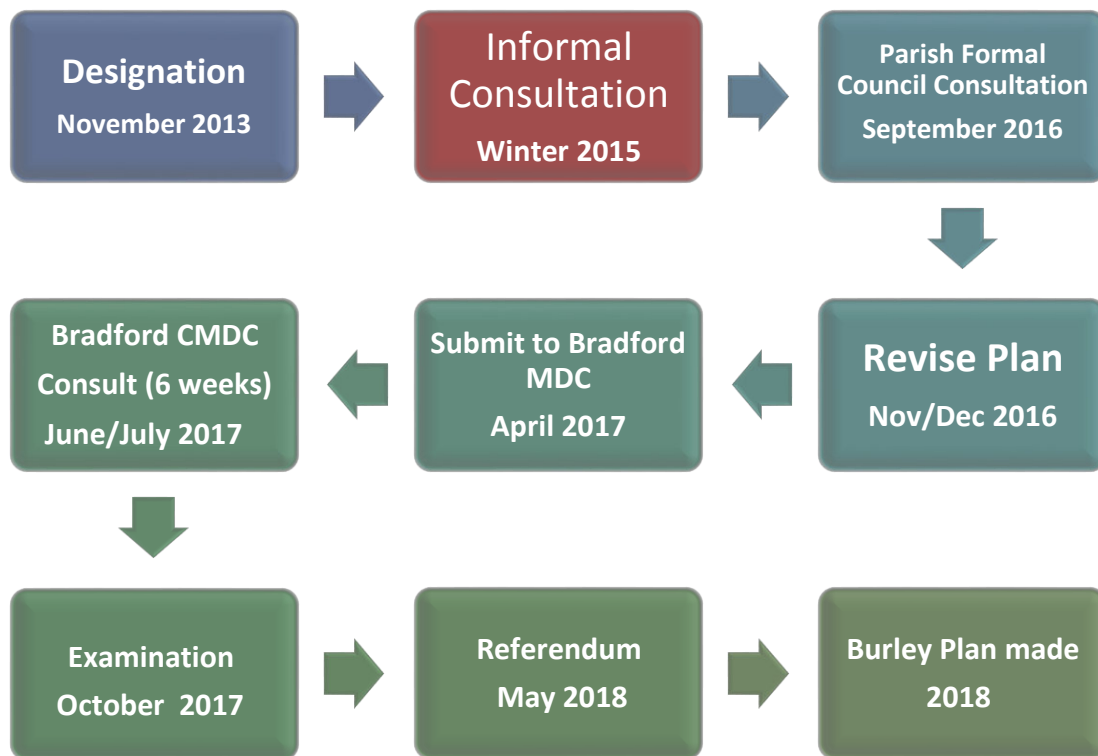 Designation
November 2013
Informal
Consultation
Winter 2015
Parish Formal
Council Consultation
September 2016
Revise Plan
Nov/Dec 2016
Submit to Bradford
MDC
April 2017
Bradford CMDC
Consult (6 weeks)
June/July 2017
Examination
October 2017
Referendum
May 2018
Burley Plan made
2018